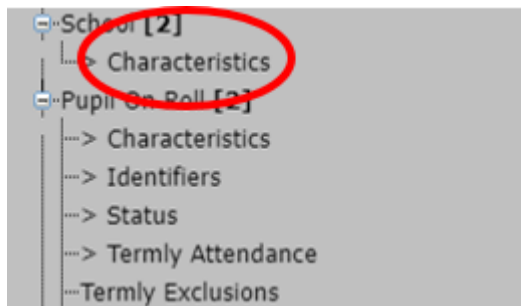 School [2]
> Characteristics
Pupil On Roll [2]
> Characteristics
> Identifiers
> Status
> Termly Attendance
Termly Exclusions